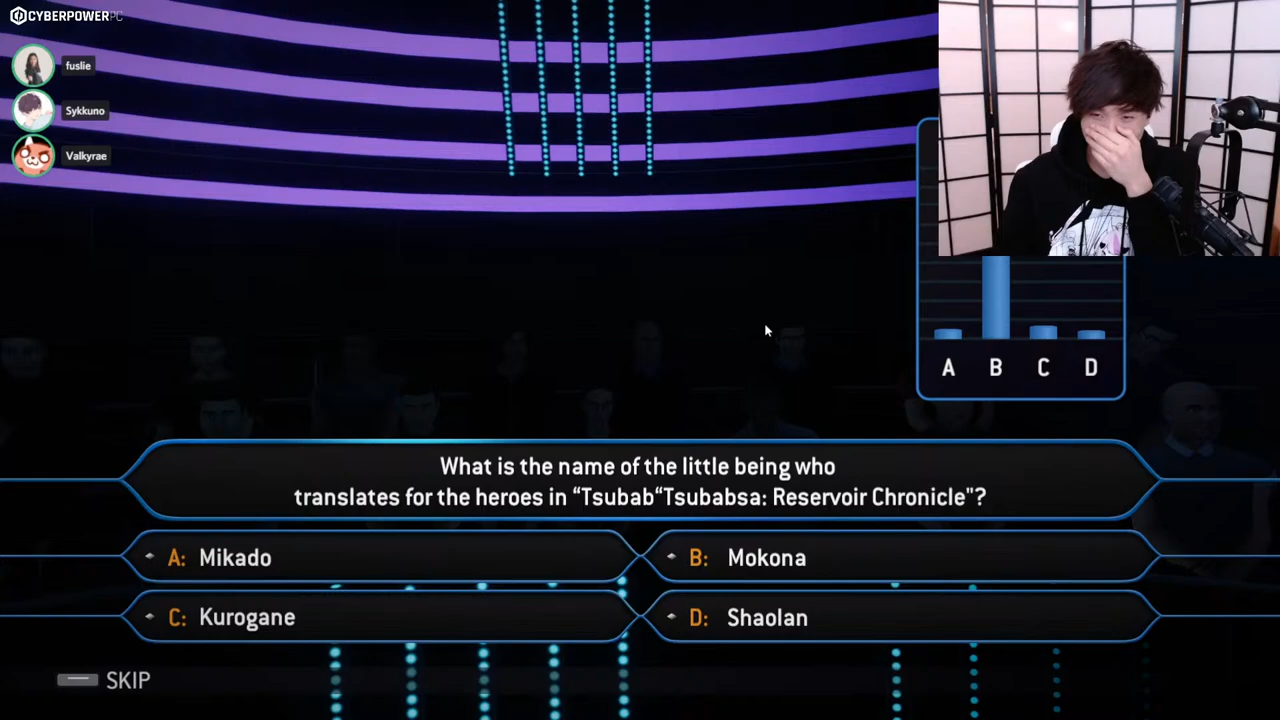 CYBERPOWERPC
fuslie
Sykkuno
Valkyrae
A B C D
What is the name of the little being who
translates for the heroes in “Tsubab“Tsubabsa: Reservoir Chronicle"?
A: Mikado
B: Mokona
C: Kurogane
D: Shaolan
SKIP